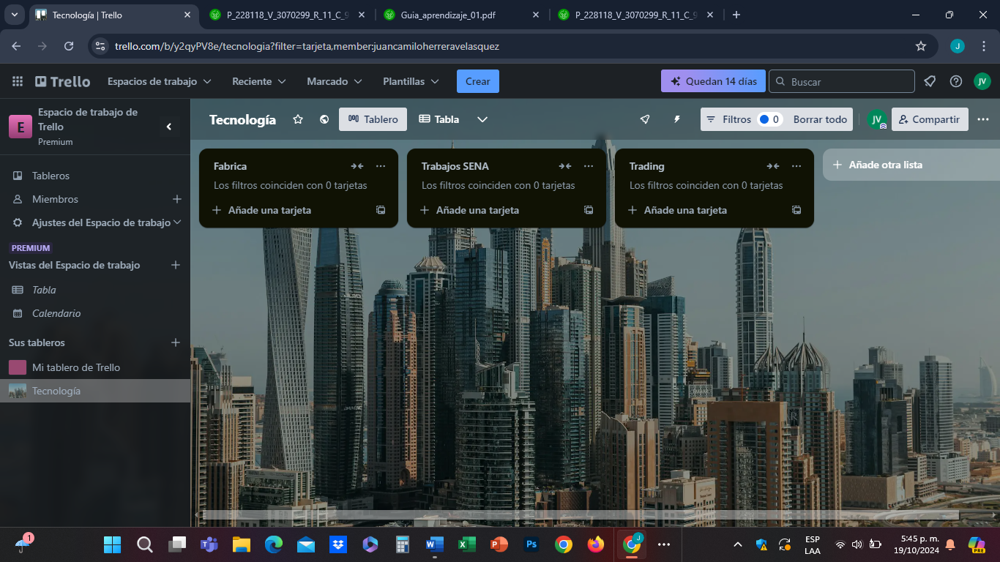 Tecnología | Trello
P_228118_V_3070299_R_11_C_9
Guia_aprendizaje_01.pdf
P_228118_V_3070299_R_11_C_9
trello.com/b/y2qyPV8e/tecnologia?filter=tarjeta,member:juancamiloherreravelasquez
J
Trello
Espacios de trabajo
Reciente
Marcado
Plantillas
Crear
Quedan 14 días
Buscar
JV
E
Espacio de trabajo de
Trello
Premium
Tecnología
Tablero
Tabla
Filtros
0
Borrar todo
JV
Compartir
Tableros
Miembros
Ajustes del Espacio de trabajo
PREMIUM
Vistas del Espacio de trabajo
Tabla
Calendario
Sus tableros
Mi tablero de Trello
Tecnología
Fabrica
Los filtros coinciden con 0 tarjetas
Añade una tarjeta
Trabajos SENA
Los filtros coinciden con 0 tarjetas
Añade una tarjeta
Trading
Los filtros coinciden con 0 tarjetas
Añade una tarjeta
Añade otra lista
1
J
ESP
LAA
5:45 p. m.
19/10/2024
PRE